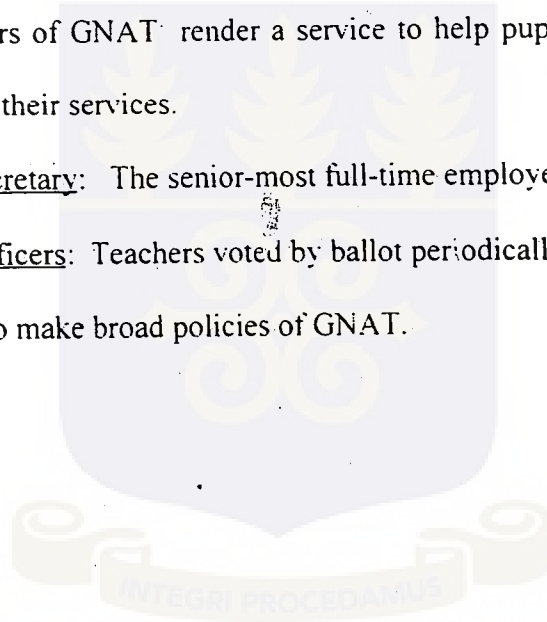 rs of GNAT render a service to help pup
their services.
cretary: The senior-most full-time employe
ficers: Teachers voted by ballot periodicall
o make broad policies of GNAT.
INTEGRI PROCEDAMUS